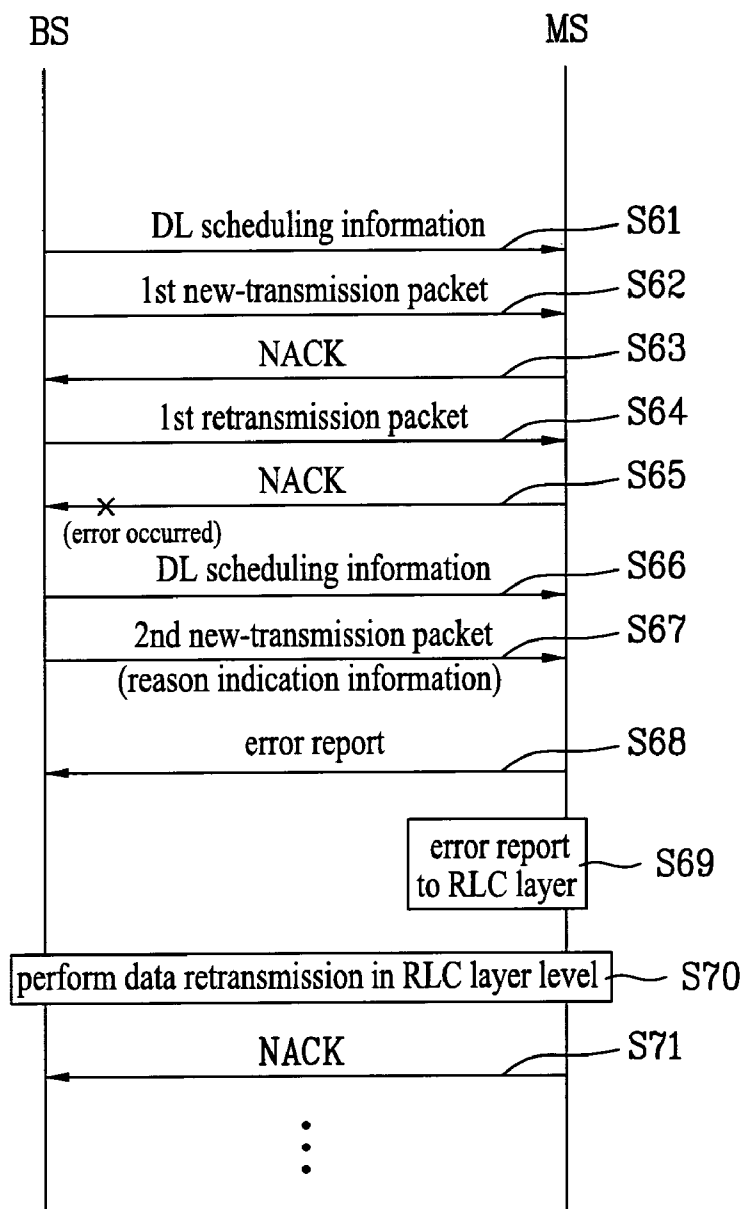 BS MS
DL scheduling information S61
1st new-transmission packet S62
NACK S63
1st retransmission packet S64
NACK S65
(error occurred)
DL scheduling information S66
2nd new-transmission packet S67
(reason indication information)
error report S68
error report
to RLC layer S69
perform data retransmission in RLC layer level S70
NACK S71